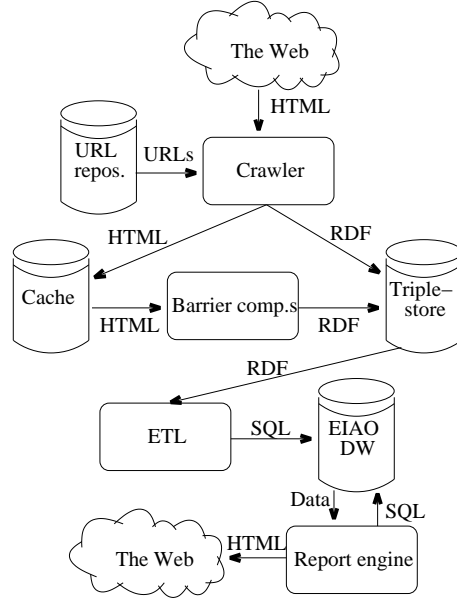 The Web
HTML
URL
repos.
URLs
Crawler
HTML
RDF
Cache
HTML
Barrier comp.s
RDF
Triple−
store
RDF
ETL
SQL
EIAO
DW
Data
SQL
The Web
HTML
Report engine